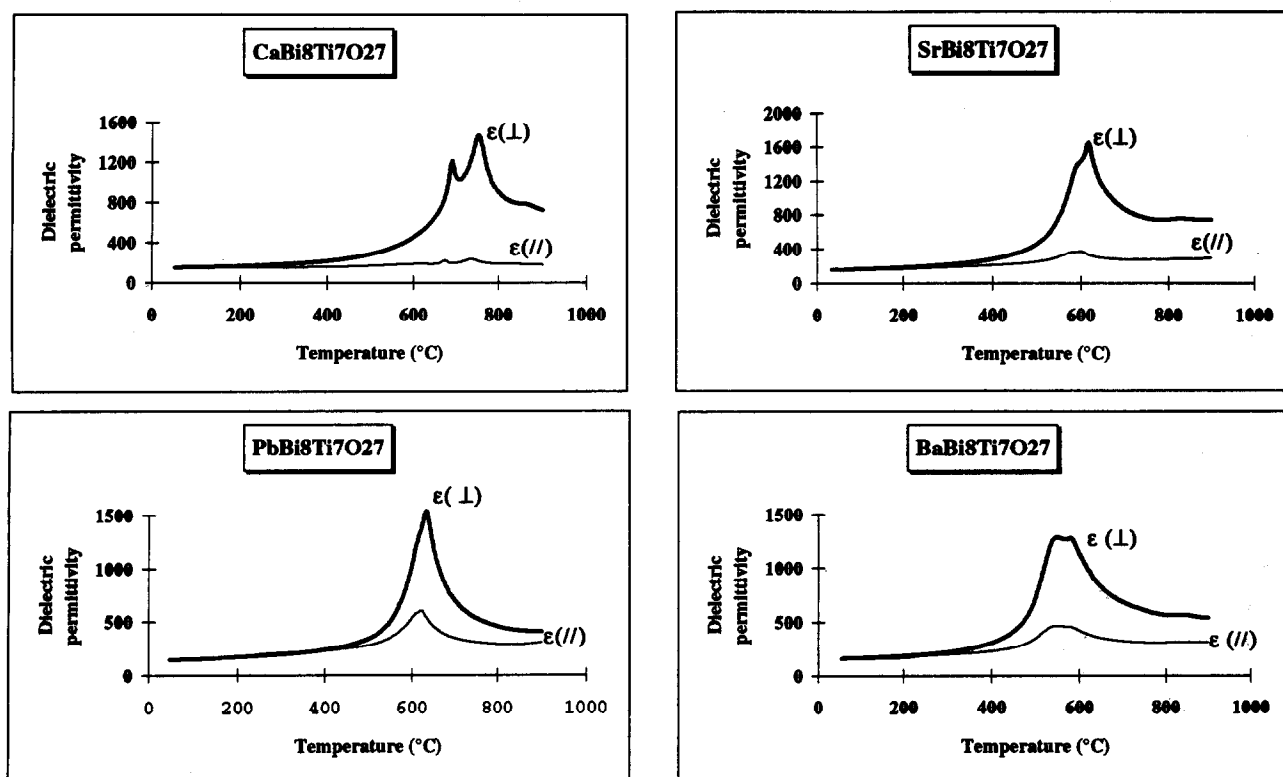 CaBi8Ti7O27
Dielectric
permittivity
1600
1200
800
400
0
ε(⊥)
ε(//)
0 200 400 600 800 1000
Temperature (°C)
SrBi8Ti7O27
Dielectric
permittivity
2000
1600
1200
800
400
0
ε(⊥)
ε(//)
0 200 400 600 800 1000
Temperature (°C)
PbBi8Ti7O27
Dielectric
permittivity
1500
1000
500
0
ε( ⊥)
ε(//)
0 200 400 600 800 1000
Temperature (°C)
BaBi8Ti7O27
Dielectric
permittivity
1500
1000
500
0
ε (⊥)
ε (//)
0 200 400 600 800 1000
Temperature (°C)